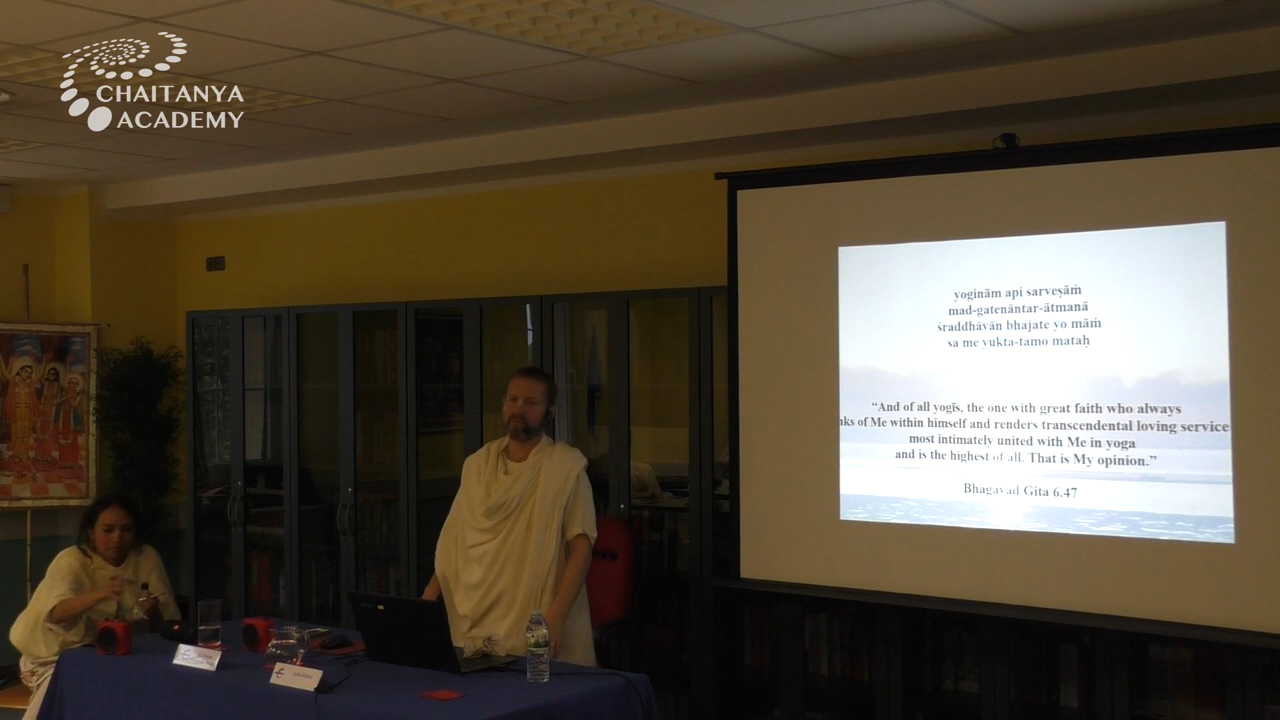 CHAITANYA
ACADEMY
yoginām api sarveṣāṁ
mad-gatenāntar-ātmanā
śraddhāvān bhajate yo māṁ
sa me yukta-tamo mataḥ
“And of all yogīs, the one with great faith who always
nks of Me within himself and renders transcendental loving service
most intimately united with Me in yoga
and is the highest of all. That is My opinion.”
Bhagavad Gita 6.47